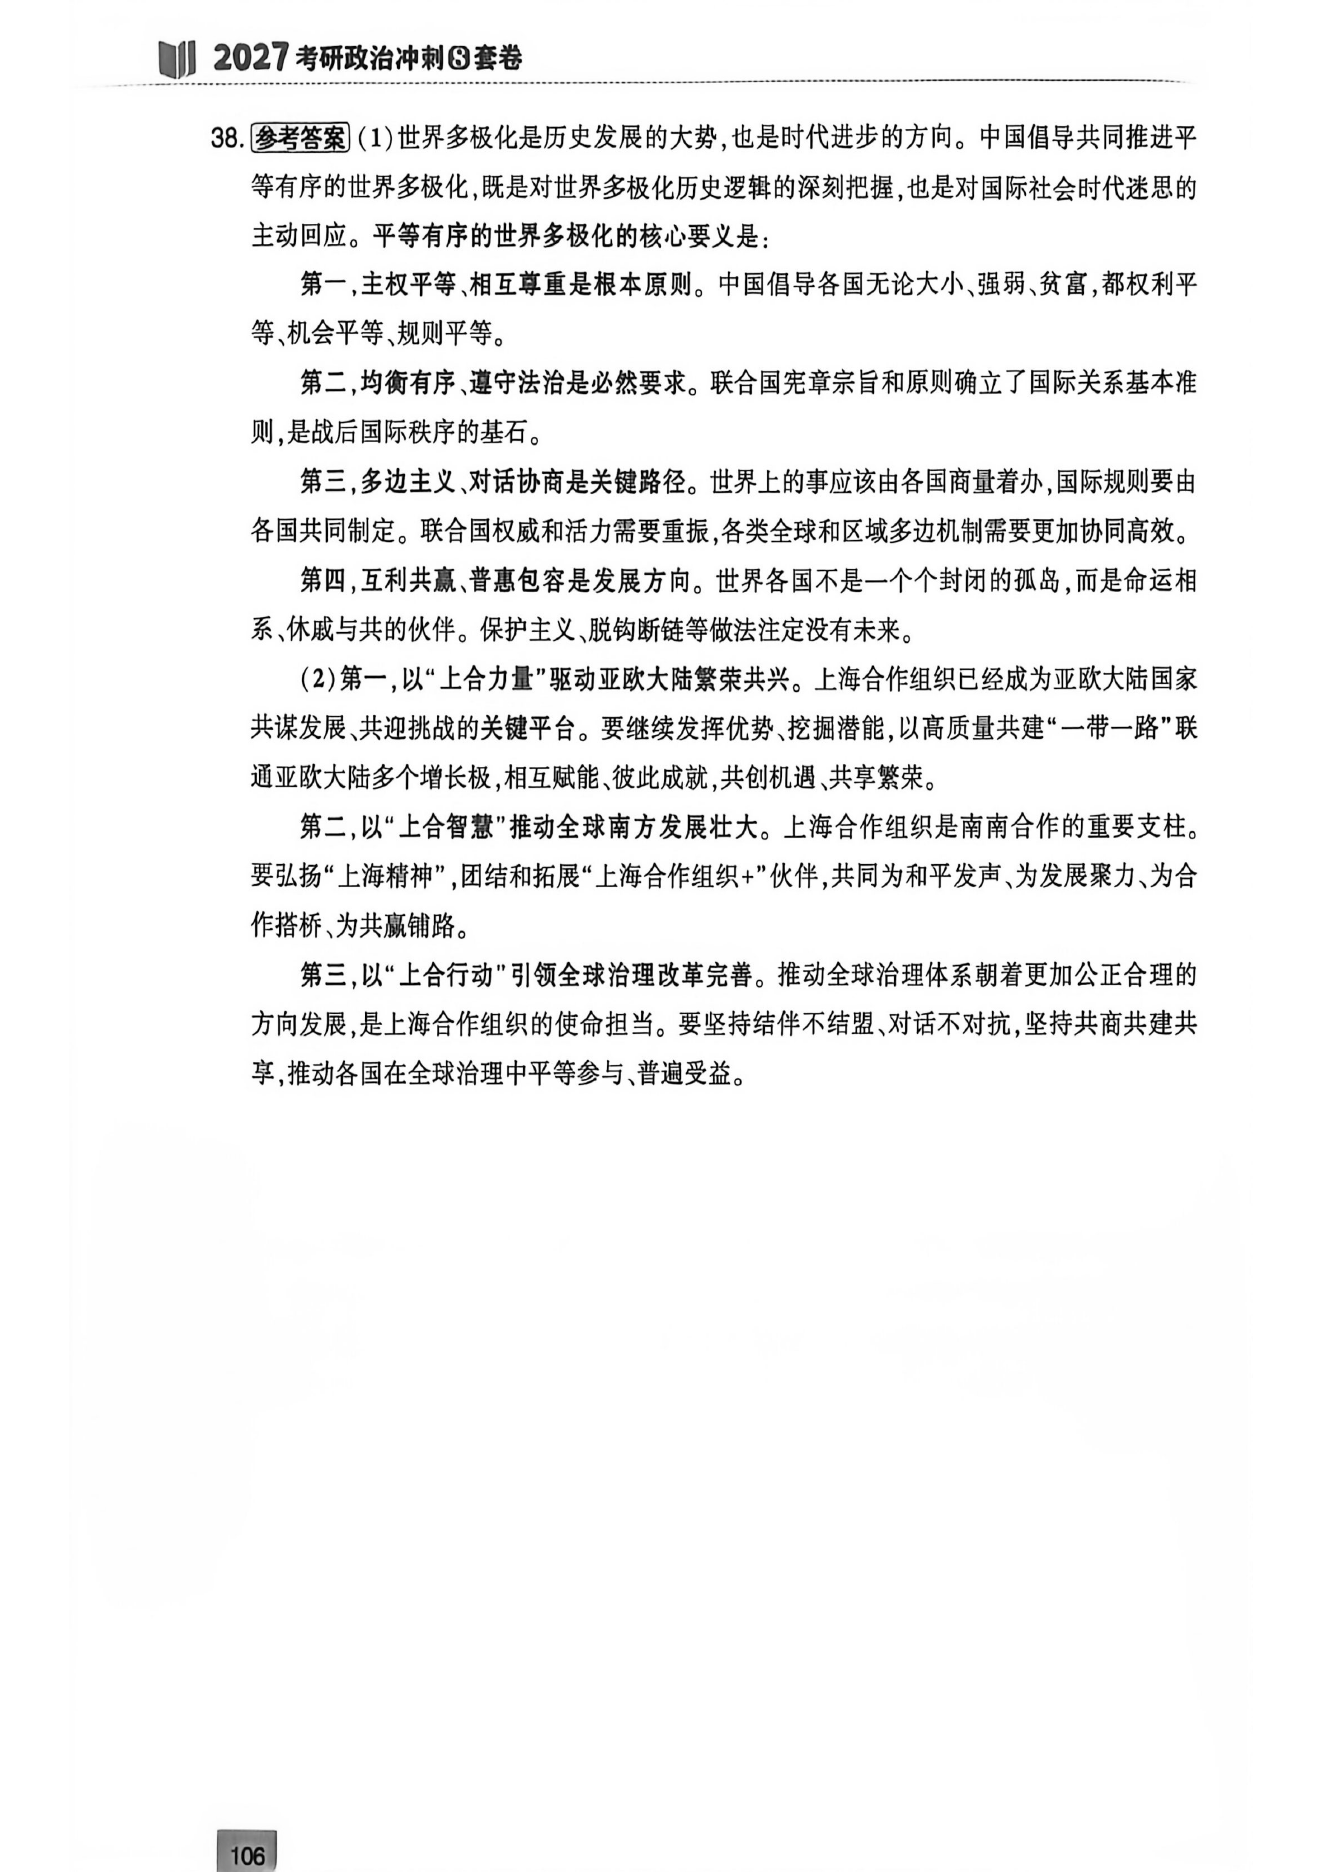 2027考研政治冲刺8套卷
38.参考答案(1)世界多极化是历史发展的大势,也是时代进步的方向。中国倡导共同推进平
等有序的世界多极化,既是对世界多极化历史逻辑的深刻把握,也是对国际社会时代迷思的
主动回应。平等有序的世界多极化的核心要义是:
第一,主权平等、相互尊重是根本原则。中国倡导各国无论大小、强弱、贫富,都权利平
等、机会平等、规则平等。
第二,均衡有序、遵守法治是必然要求。联合国宪章宗旨和原则确立了国际关系基本准
则,是战后国际秩序的基石。
第三,多边主义、对话协商是关键路径。世界上的事应该由各国商量着办,国际规则要由
各国共同制定。联合国权威和活力需要重振,各类全球和区域多边机制需要更加协同高效。
第四,互利共赢、普惠包容是发展方向。世界各国不是一个个封闭的孤岛,而是命运相
系、休戚与共的伙伴。保护主义、脱钩断链等做法注定没有未来。
(2)第一,以“上合力量”驱动亚欧大陆繁荣共兴。上海合作组织已经成为亚欧大陆国家
共谋发展、共迎挑战的关键平台。要继续发挥优势、挖掘潜能,以高质量共建“一带一路”联
通亚欧大陆多个增长极,相互赋能、彼此成就,共创机遇、共享繁荣。
第二,以“上合智慧”推动全球南方发展壮大。上海合作组织是南南合作的重要支柱。
要弘扬“上海精神”,团结和拓展“上海合作组织+”伙伴,共同为和平发声、为发展聚力、为合
作搭桥、为共赢铺路。
第三,以“上合行动”引领全球治理改革完善。推动全球治理体系朝着更加公正合理的
方向发展,是上海合作组织的使命担当。要坚持结伴不结盟、对话不对抗,坚持共商共建共
享,推动各国在全球治理中平等参与、普遍受益。
106